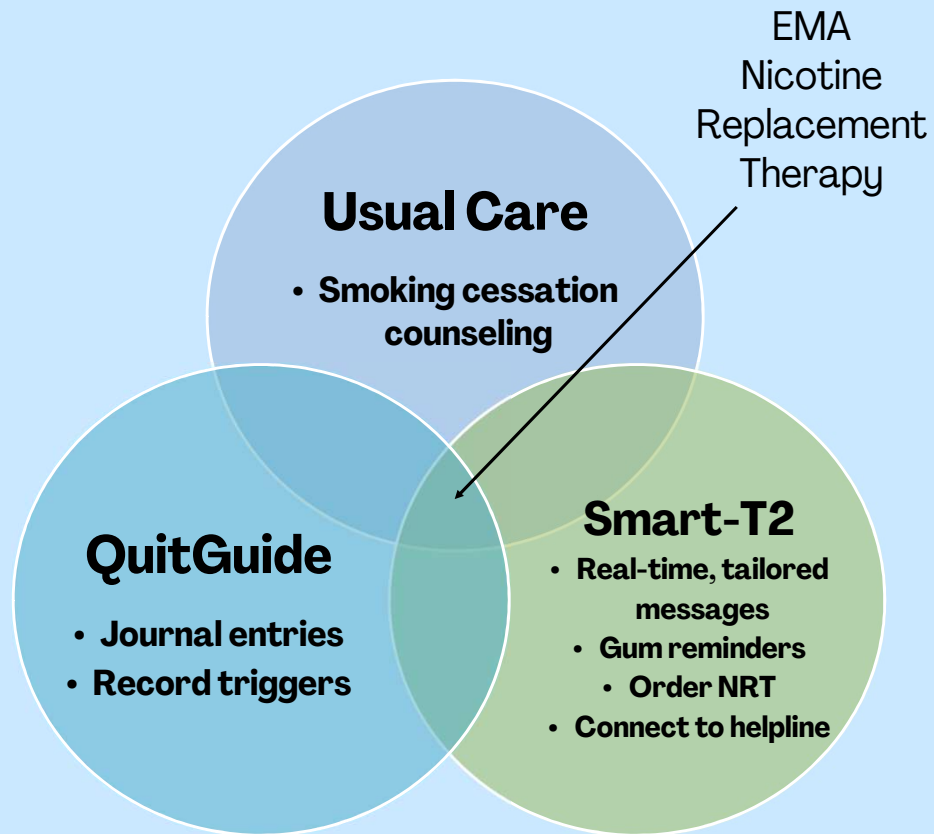 EMA
Nicotine
Replacement
Therapy
Usual Care
• Smoking cessation
counseling
QuitGuide
• Journal entries
• Record triggers
Smart-T2
• Real-time, tailored
messages
• Gum reminders
• Order NRT
• Connect to helpline